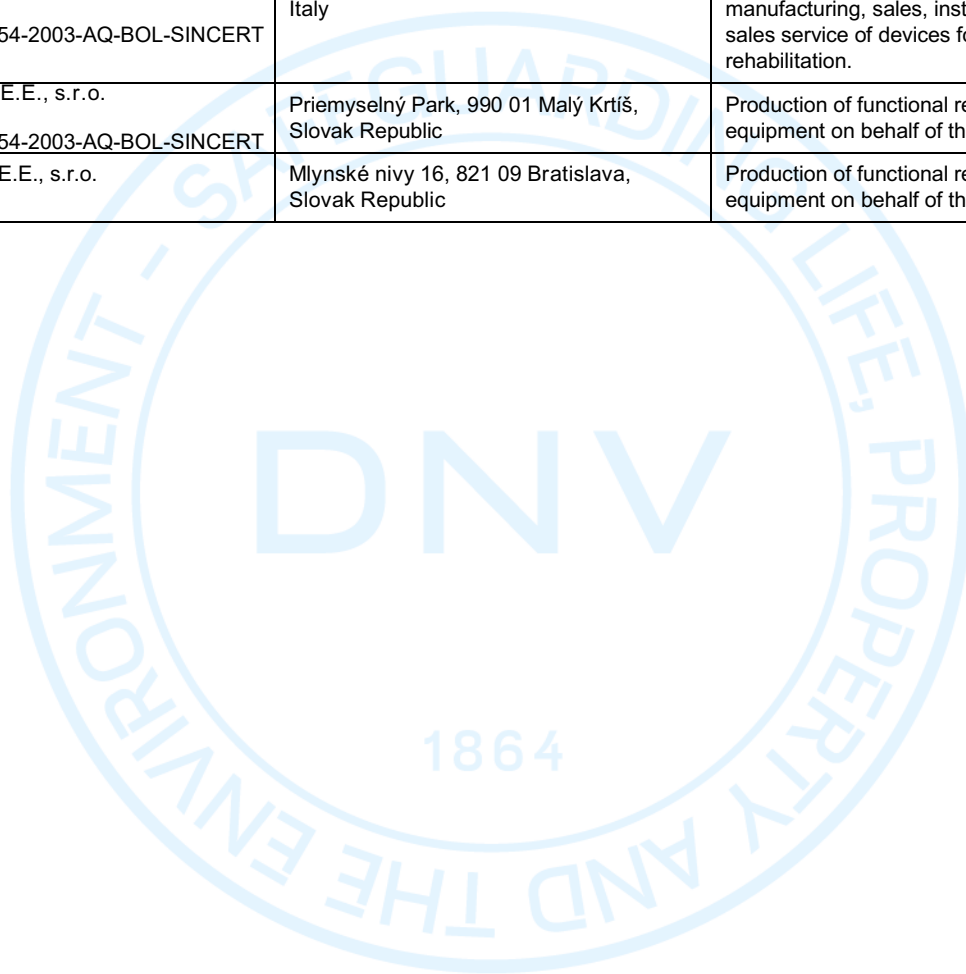 Italy
manufacturing, sales, inst
54-2003-AQ-BOL-SINCERT
sales service of devices fo
rehabilitation.
E.E., s.r.o.
54-2003-AQ-BOL-SINCERT
Priemyselný Park, 990 01 Malý Krtíš,
Slovak Republic
Production of functional re
equipment on behalf of th
E.E., s.r.o.
Mlynské nivy 16, 821 09 Bratislava,
Slovak Republic
Production of functional re
equipment on behalf of th
SAFEGUARDING LIFE, PROPERTY AND THE ENVIRONMENT -
DNV
1864